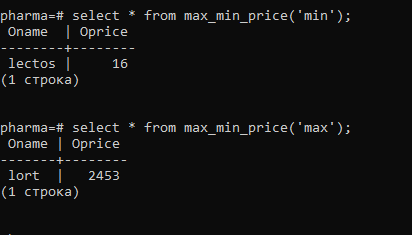 pharma=# select * from max_min_price('min');
 Oname  | Oprice
--------+--------
 lectos |     16
(1 строка)
pharma=# select * from max_min_price('max');
 Oname | Oprice
-------+--------
 lort  |   2453
(1 строка)